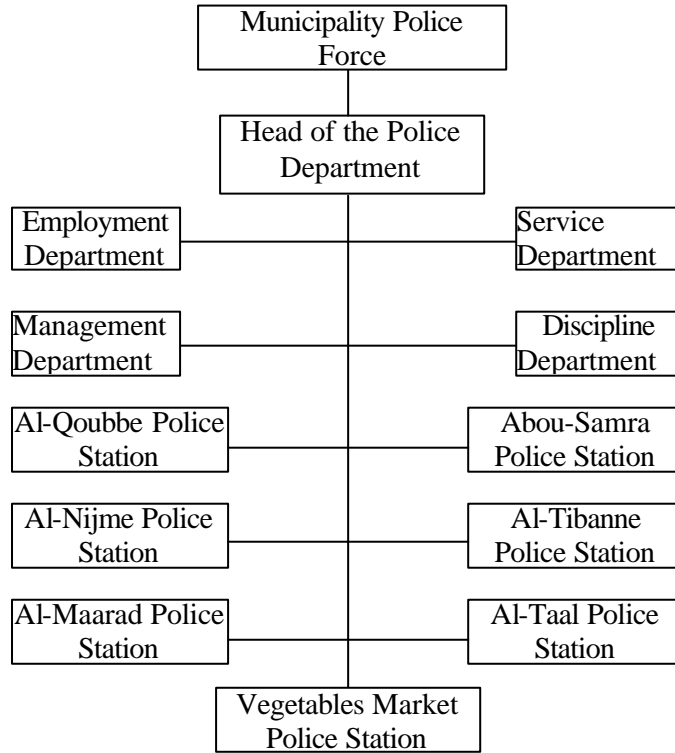 Municipality Police
Force
Head of the Police
Department
Employment
Department
Service
Department
Management
Department
Discipline
Department
Al-Qoubbe Police
Station
Abou-Samra
Police Station
Al-Nijme Police
Station
Al-Tibanne
Police Station
Al-Maarad Police
Station
Al-Taal Police
Station
Vegetables Market
Police Station